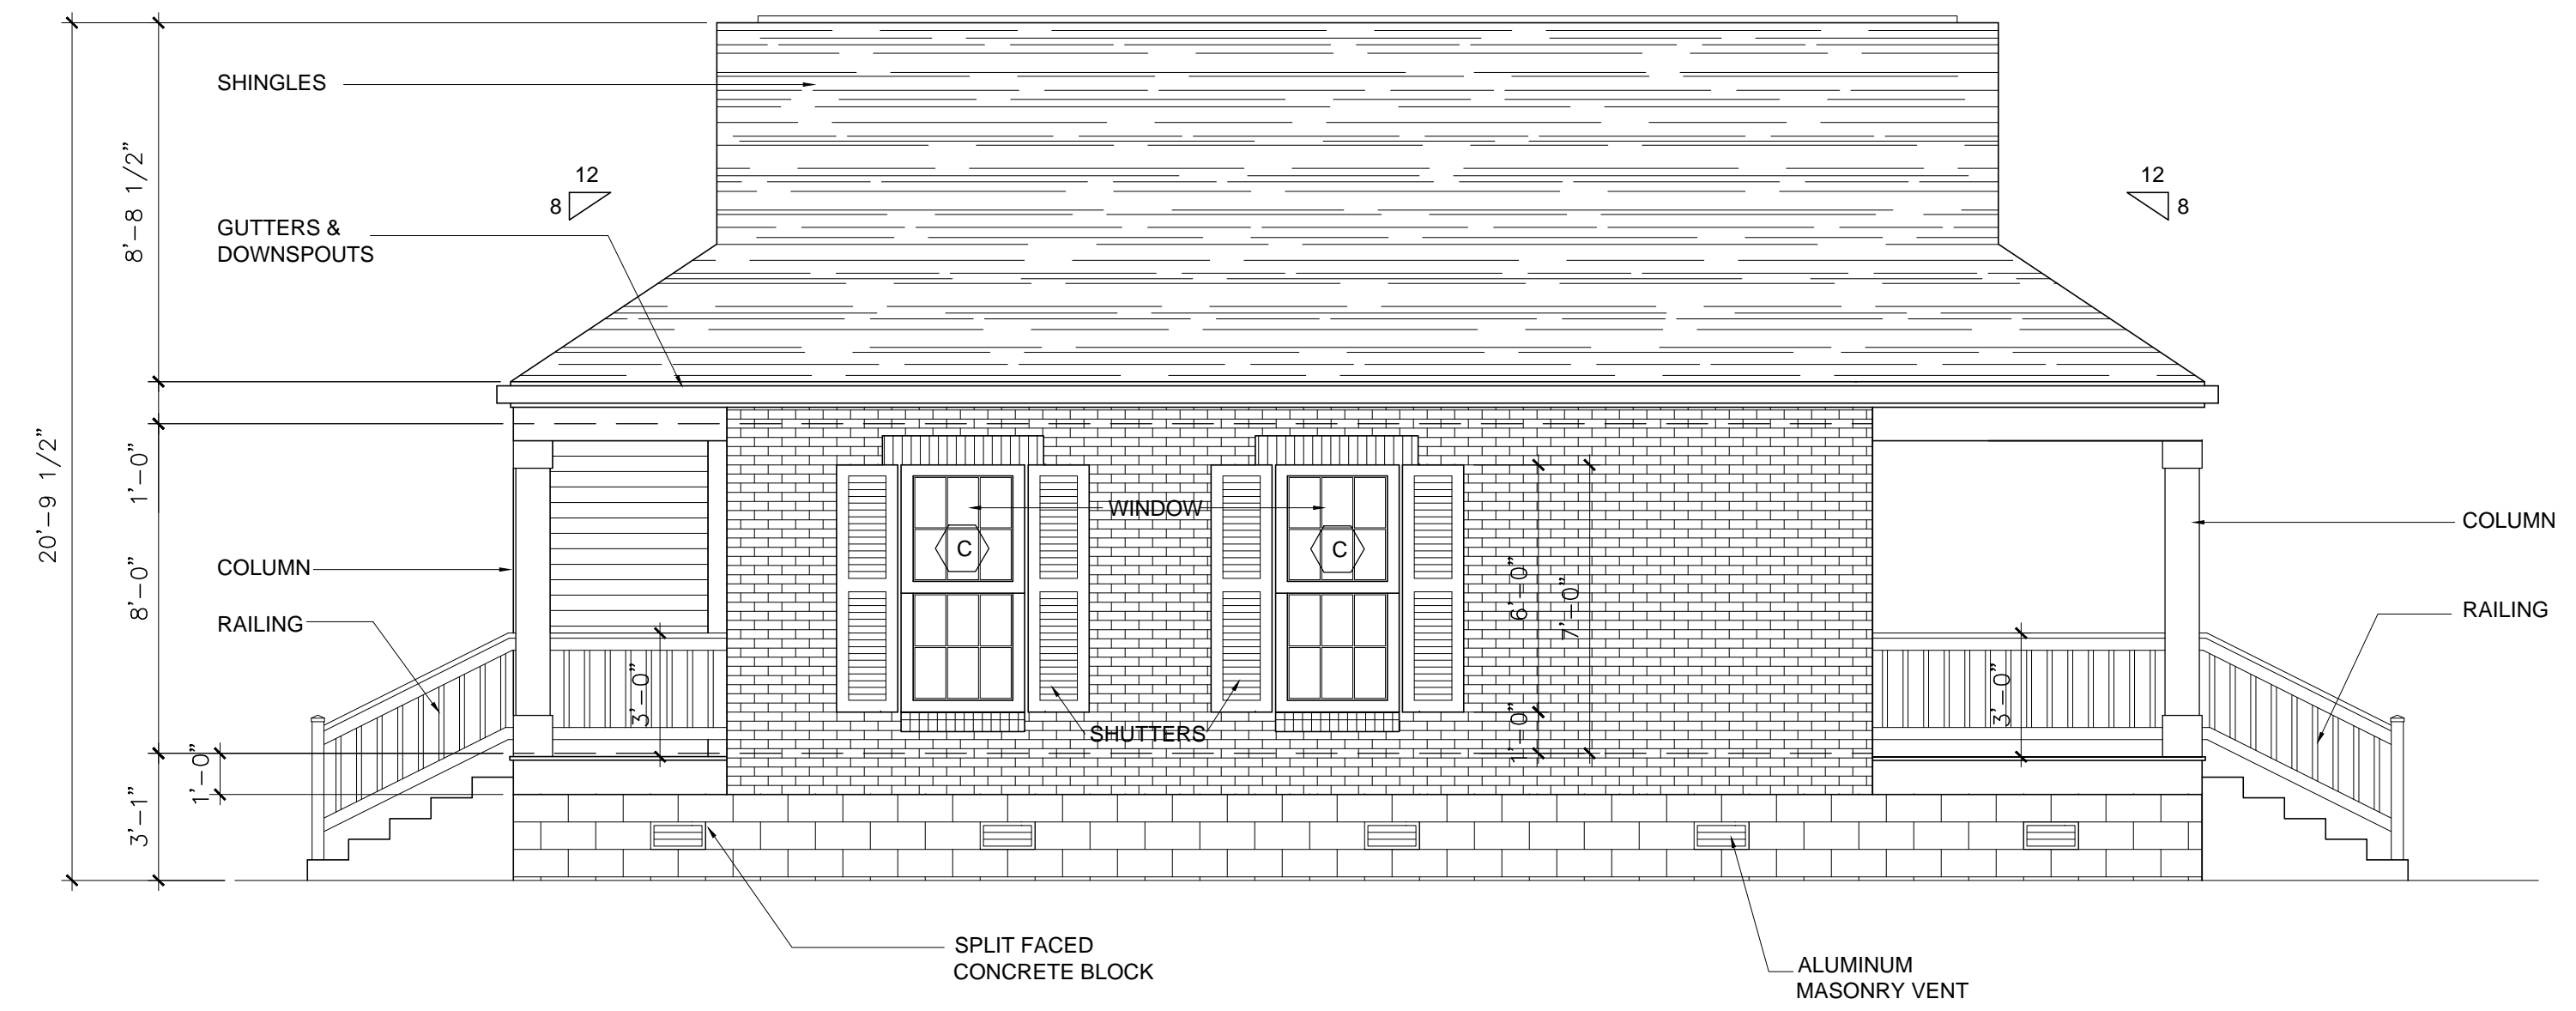 SHINGLES
12
8
12
8
8'-8 1/2"
GUTTERS &
DOWNSPOUTS
20'-9 1/2"
1'-0"
8'-0"
WINDOW
C
C
COLUMN
COLUMN
6'-0"
7'-0"
RAILING
RAILING
3'-0"
3'-0"
1'-0"
SHUTTERS
1'-0"
3'-1"
SPLIT FACED
CONCRETE BLOCK
ALUMINUM
MASONRY VENT